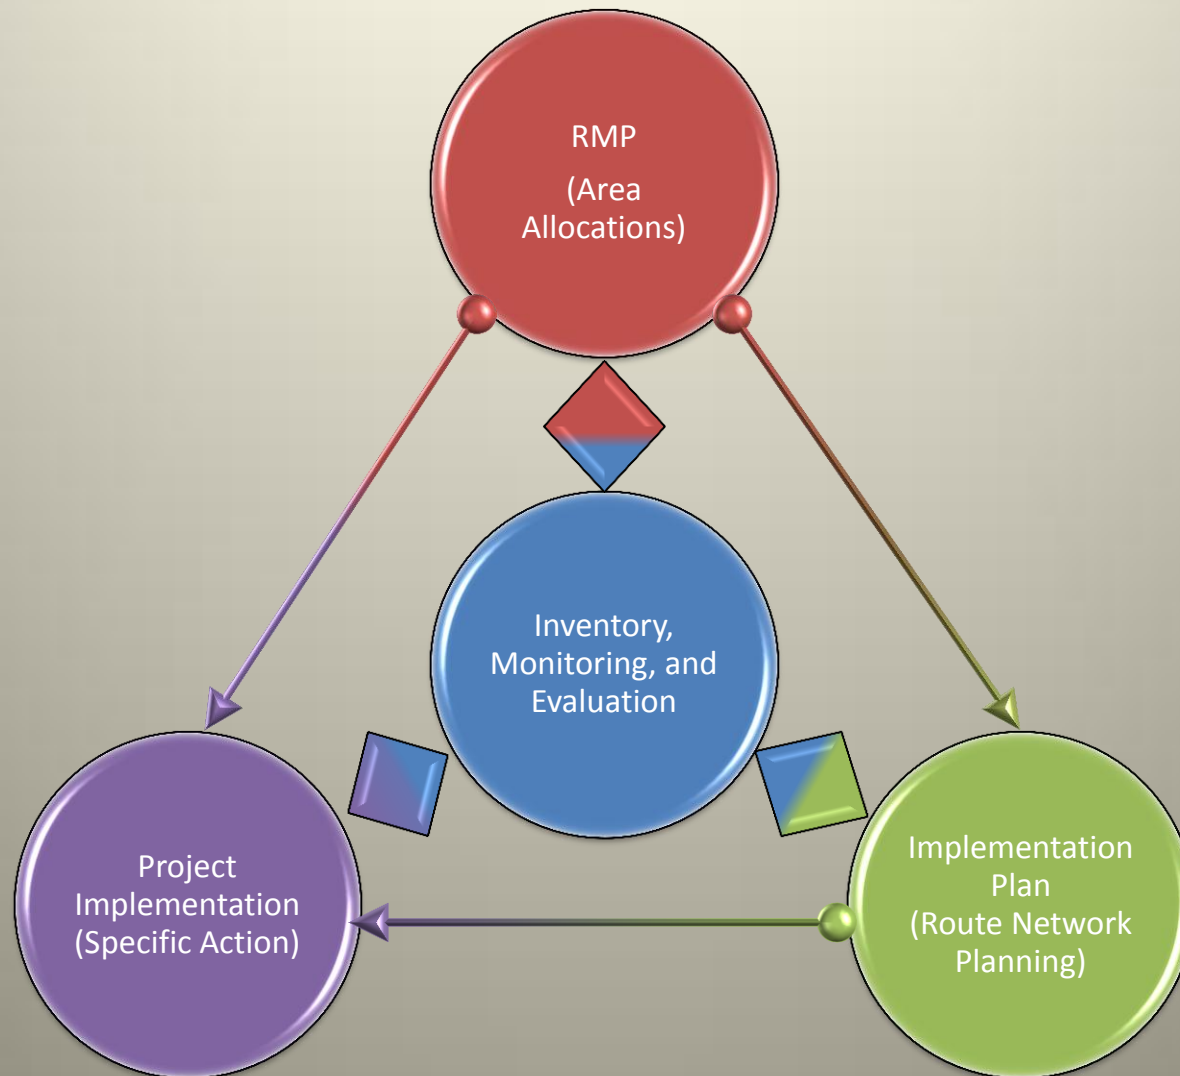 RMP
(Area
Allocations)
Inventory,
Monitoring, and
Evaluation
Project
Implementation
(Specific Action)
Implementation
Plan
(Route Network
Planning)